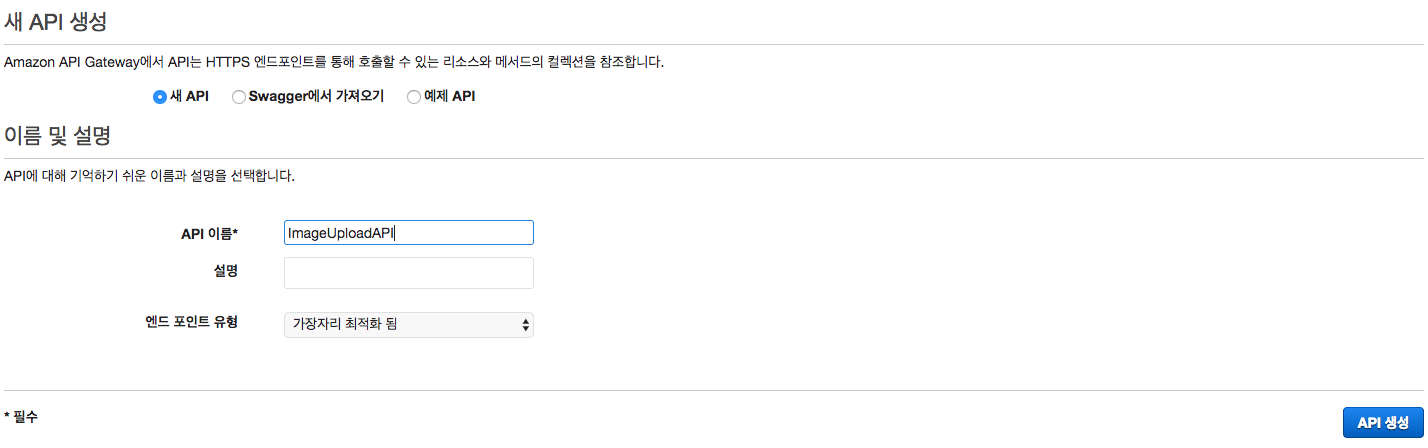 새 API 생성
Amazon API Gateway에서 API는 HTTPS 엔드포인트를 통해 호출할 수 있는 리소스와 메서드의 컬렉션을 참조합니다.
새 API Swagger에서 가져오기 예제 API
이름 및 설명
API에 대해 기억하기 쉬운 이름과 설명을 선택합니다.
API 이름* ImageUploadAPI
설명
엔드 포인트 유형 가장자리 최적화 됨
* 필수 API 생성